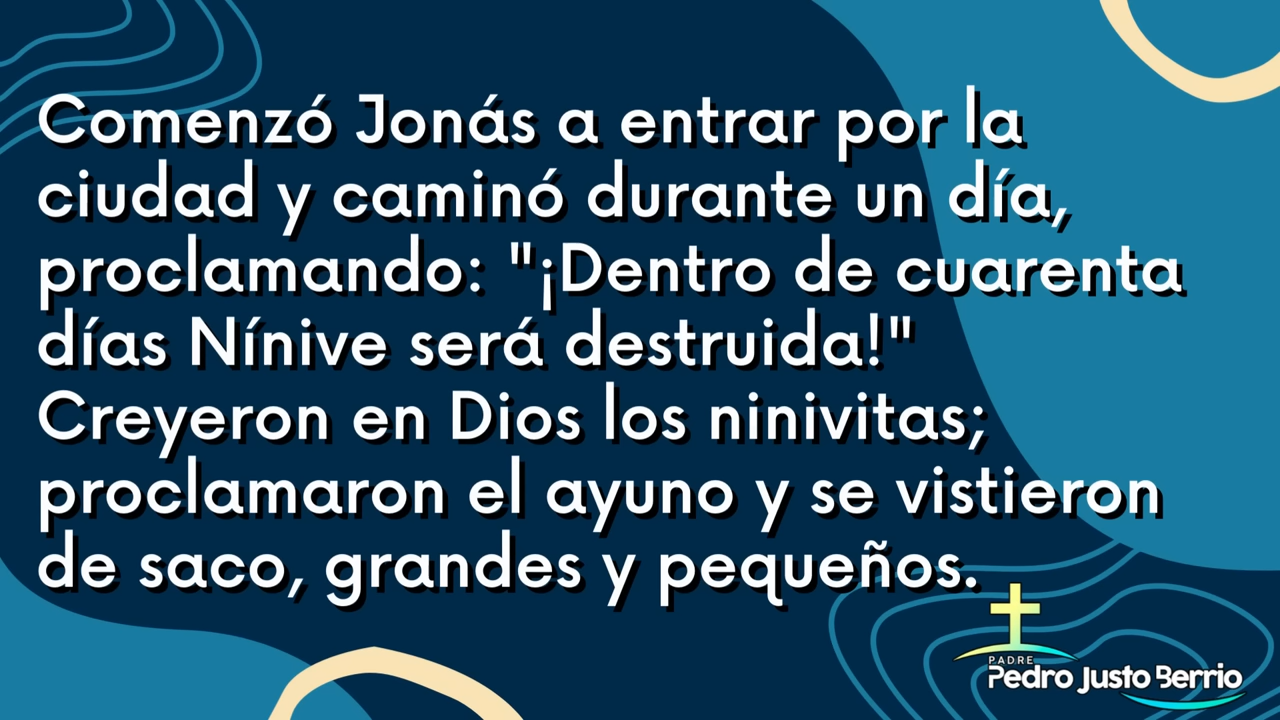 Comenzó Jonás a entrar por la
ciudad y caminó durante un día,
proclamando: "¡Dentro de cuarenta
días Nínive será destruida!"
Creyeron en Dios los ninivitas;
proclamaron el ayuno y se vistieron
de saco, grandes y pequeños.
PADRE
Pedro Justo Berrio